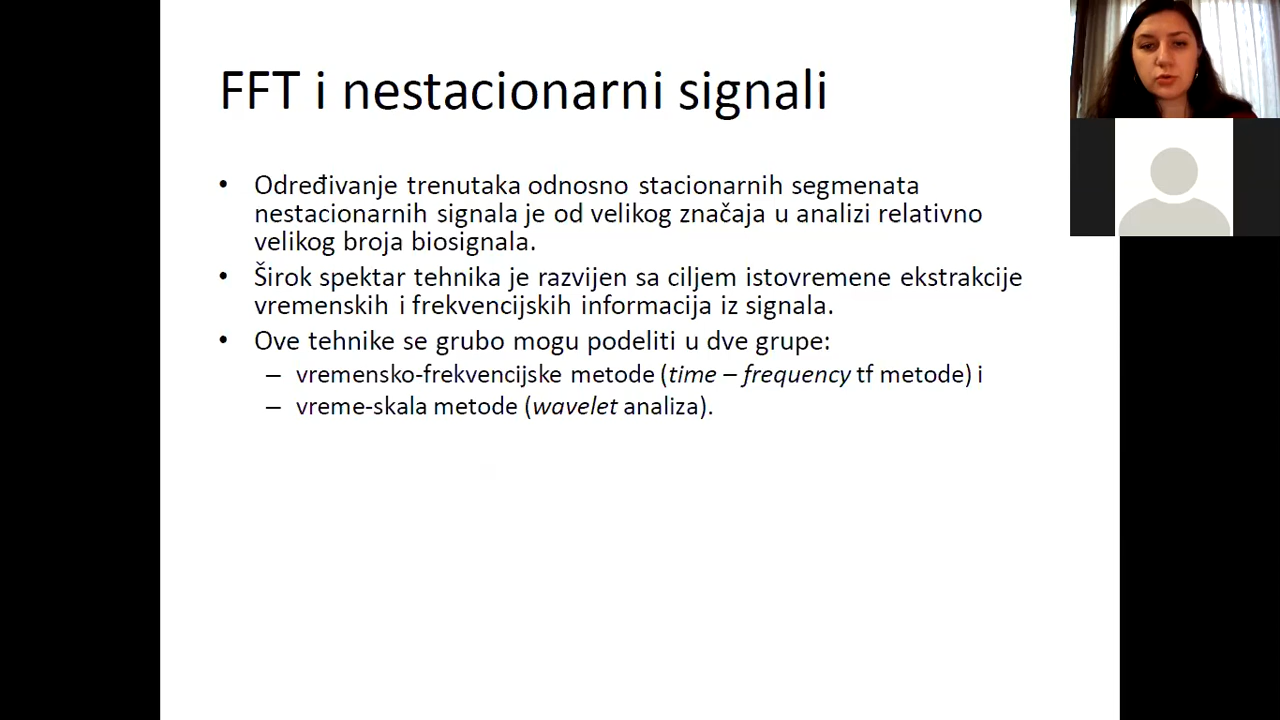 FFT i nestacionarni signali
• Određivanje trenutaka odnosno stacionarnih segmenata
nestacionarnih signala je od velikog značaja u analizi relativno
velikog broja biosignala.
• Širok spektar tehnika je razvijen sa ciljem istovremene ekstrakcije
vremenskih i frekvencijskih informacija iz signala.
• Ove tehnike se grubo mogu podeliti u dve grupe:
– vremensko-frekvencijske metode (time – frequency tf metode) i
– vreme-skala metode (wavelet analiza).